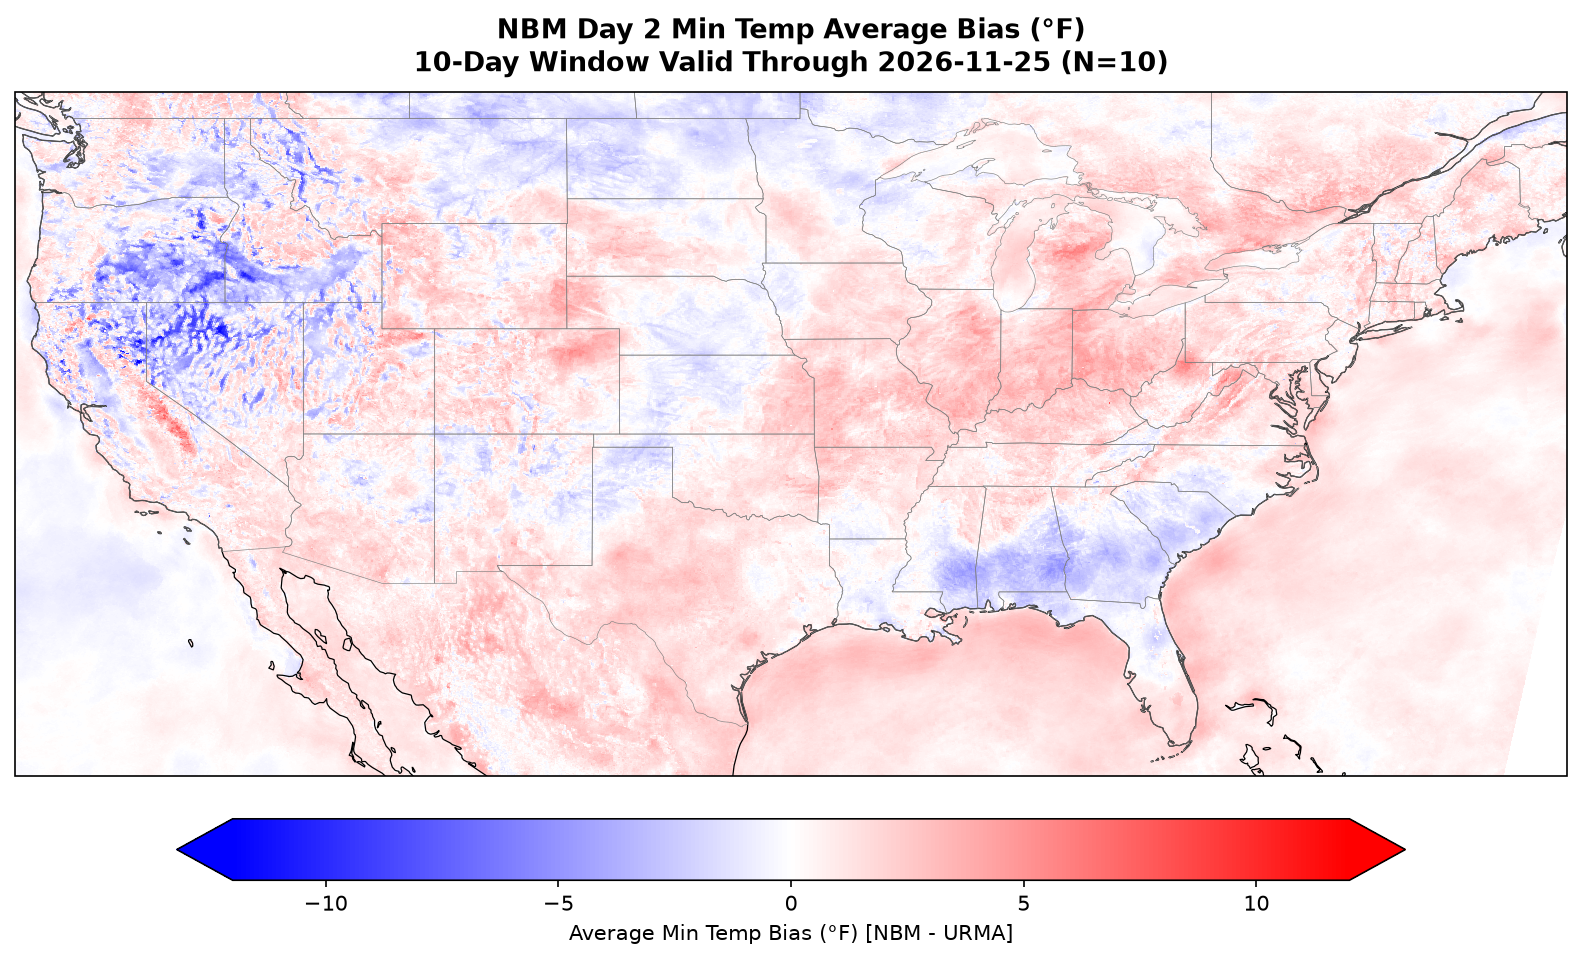 NBM Day 2 Min Temp Average Bias (°F)
10-Day Window Valid Through 2026-11-25 (N=10)
−10 −5 0 5 10
Average Min Temp Bias (°F) [NBM - URMA]